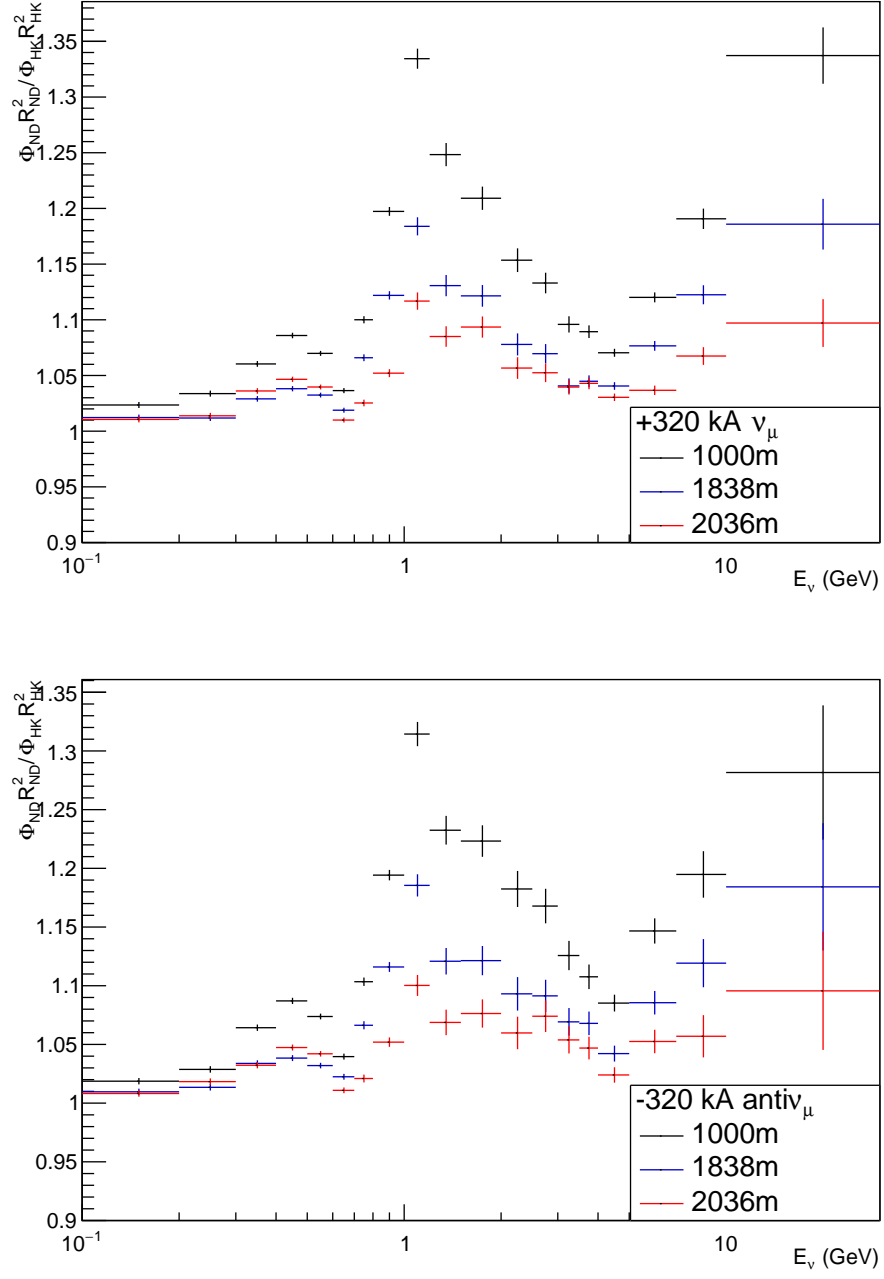 Φ_ND R²_ND/Φ_HK R²_HK
1.35
1.3
1.25
1.2
1.15
1.1
1.05
1
0.95
0.9
+320 kA ν_μ
1000m
1838m
2036m
10⁻¹ 1 10
E_ν (GeV)
Φ_ND R²_ND/Φ_HK R²_HK
1.35
1.3
1.25
1.2
1.15
1.1
1.05
1
0.95
0.9
-320 kA antiν_μ
1000m
1838m
2036m
10⁻¹ 1 10
E_ν (GeV)